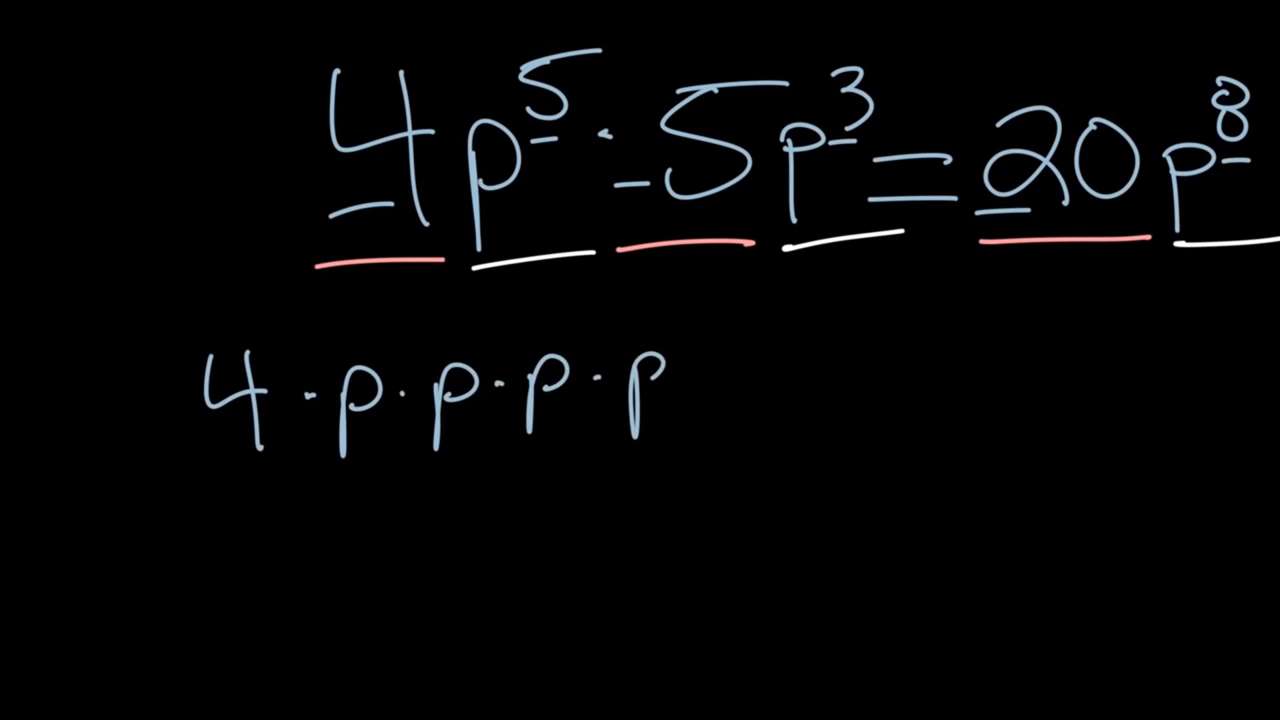 4p⁵ · 5p³ = 20p⁸
4 · p · p · p · p